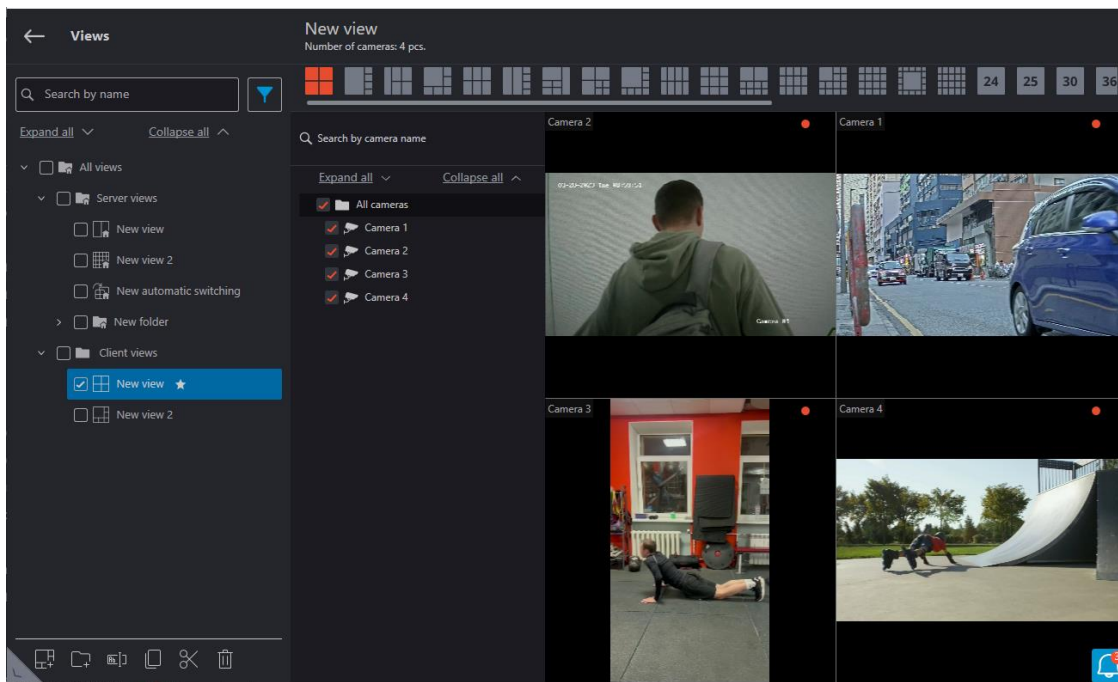 Views
New view
Number of cameras: 4 pcs.
Search by name
24
25
30
36
Expand all
Collapse all
All views
Server views
New view
New view 2
New automatic switching
New folder
Client views
New view
New view 2
Search by camera name
Expand all
Collapse all
All cameras
Camera 1
Camera 2
Camera 3
Camera 4
Camera 2
Camera 1
Camera #1
Camera 3
Camera 4